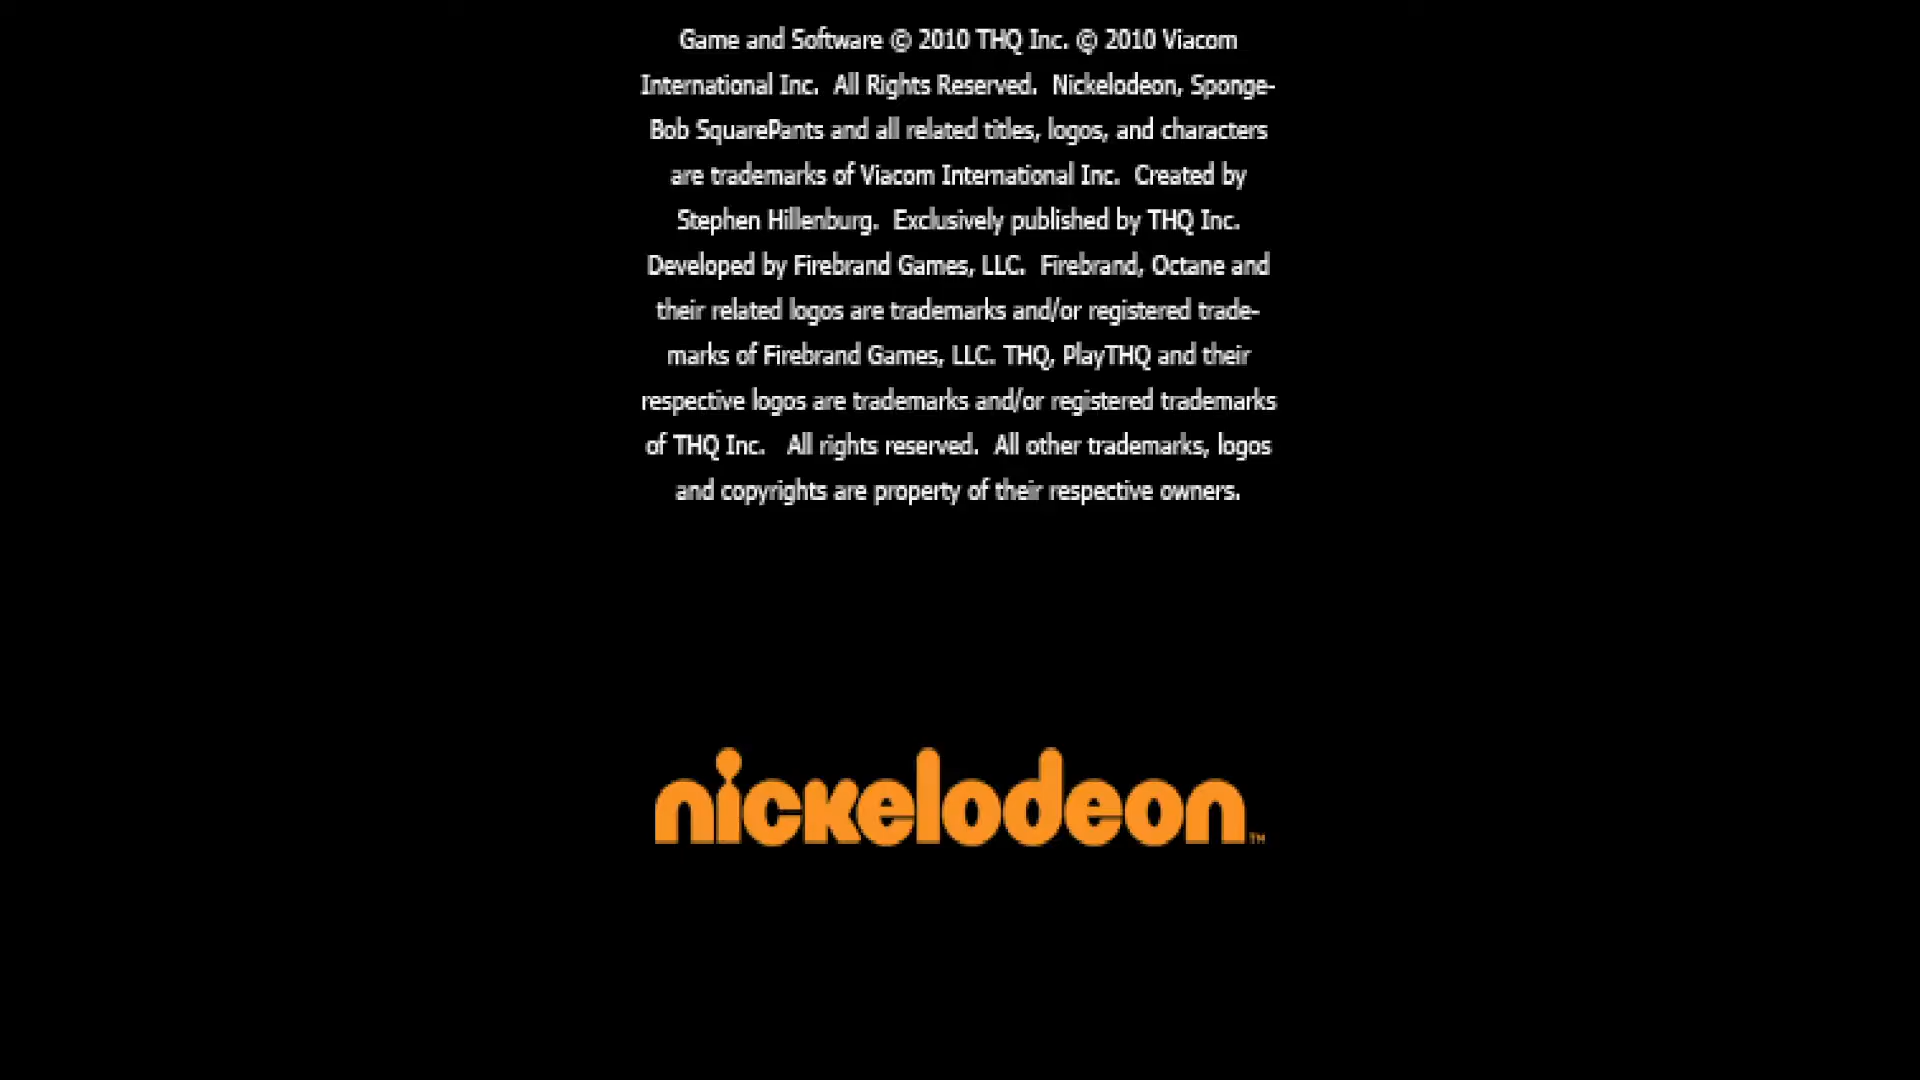 Game and Software © 2010 THQ Inc. © 2010 Viacom
International Inc.  All Rights Reserved.  Nickelodeon, Sponge-
Bob SquarePants and all related titles, logos, and characters
are trademarks of Viacom International Inc.  Created by
Stephen Hillenburg.  Exclusively published by THQ Inc.
Developed by Firebrand Games, LLC.  Firebrand, Octane and
their related logos are trademarks and/or registered trade-
marks of Firebrand Games, LLC. THQ, PlayTHQ and their
respective logos are trademarks and/or registered trademarks
of THQ Inc.   All rights reserved.  All other trademarks, logos
and copyrights are property of their respective owners.
nickelodeon™